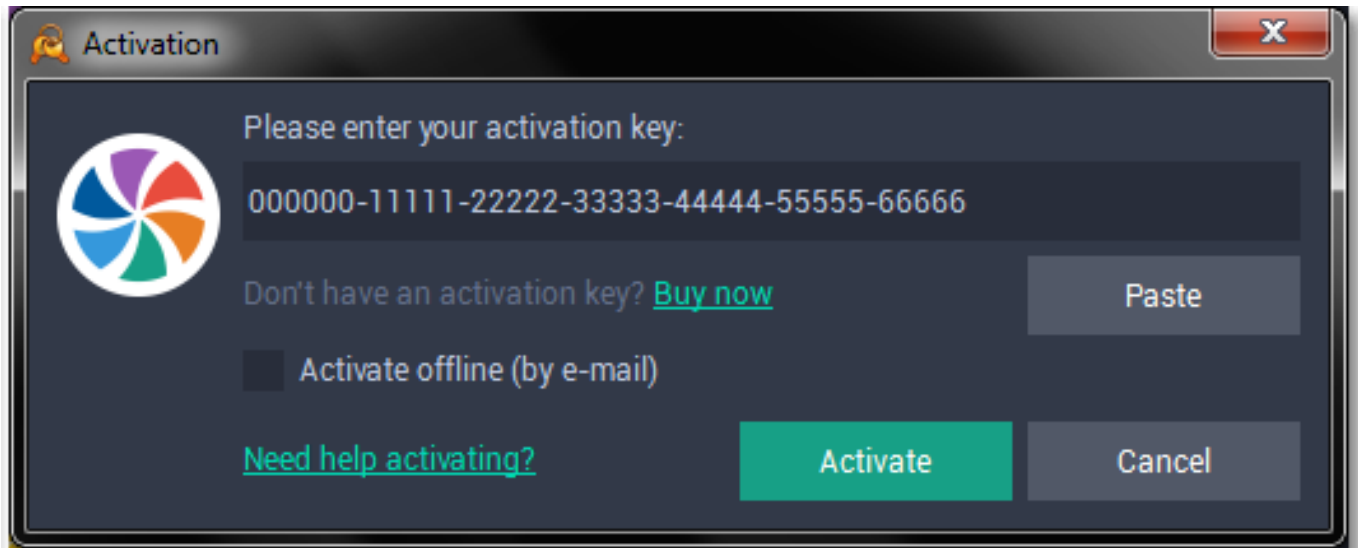 Activation
Please enter your activation key:
000000-11111-22222-33333-44444-55555-66666
Don't have an activation key? Buy now
Paste
Activate offline (by e-mail)
Need help activating?
Activate
Cancel